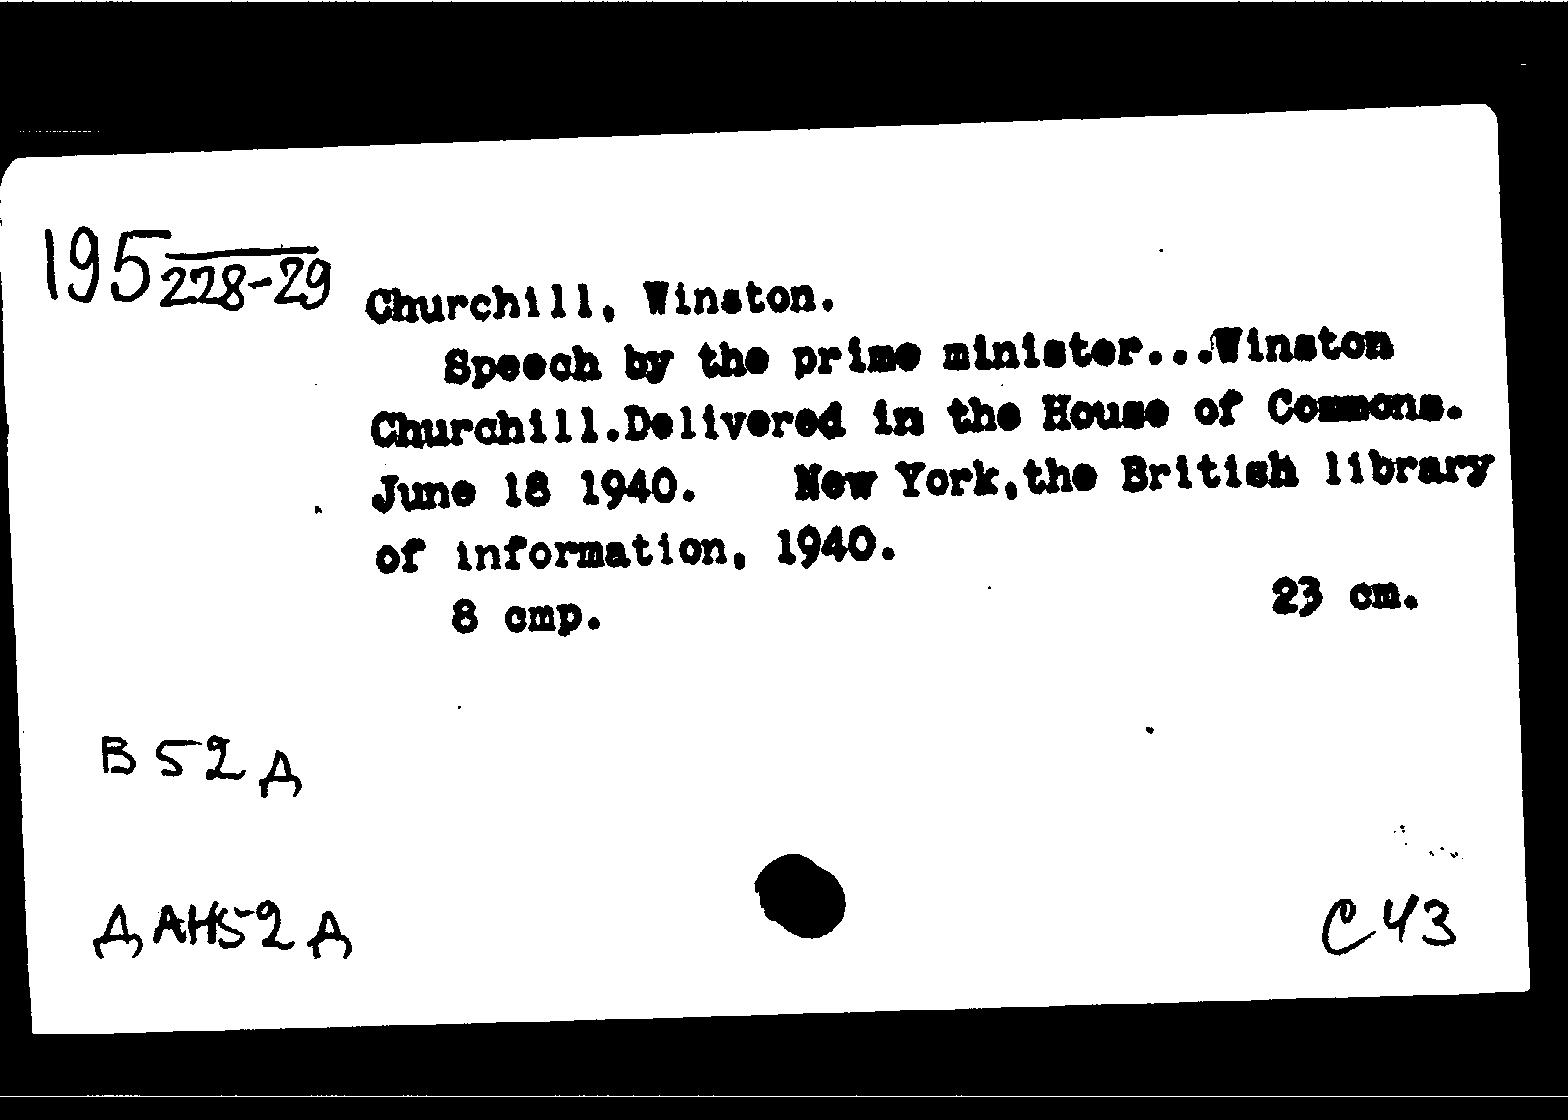 195 228-29
Churchill, Winston.
Speech by the prime minister...Winston
Churchill.Delivered in the House of Commons.
June 18 1940. New York,the British library
of information, 1940.
8 стр. 23 cm.
В 52 Д
ДАН52 Д
С 43